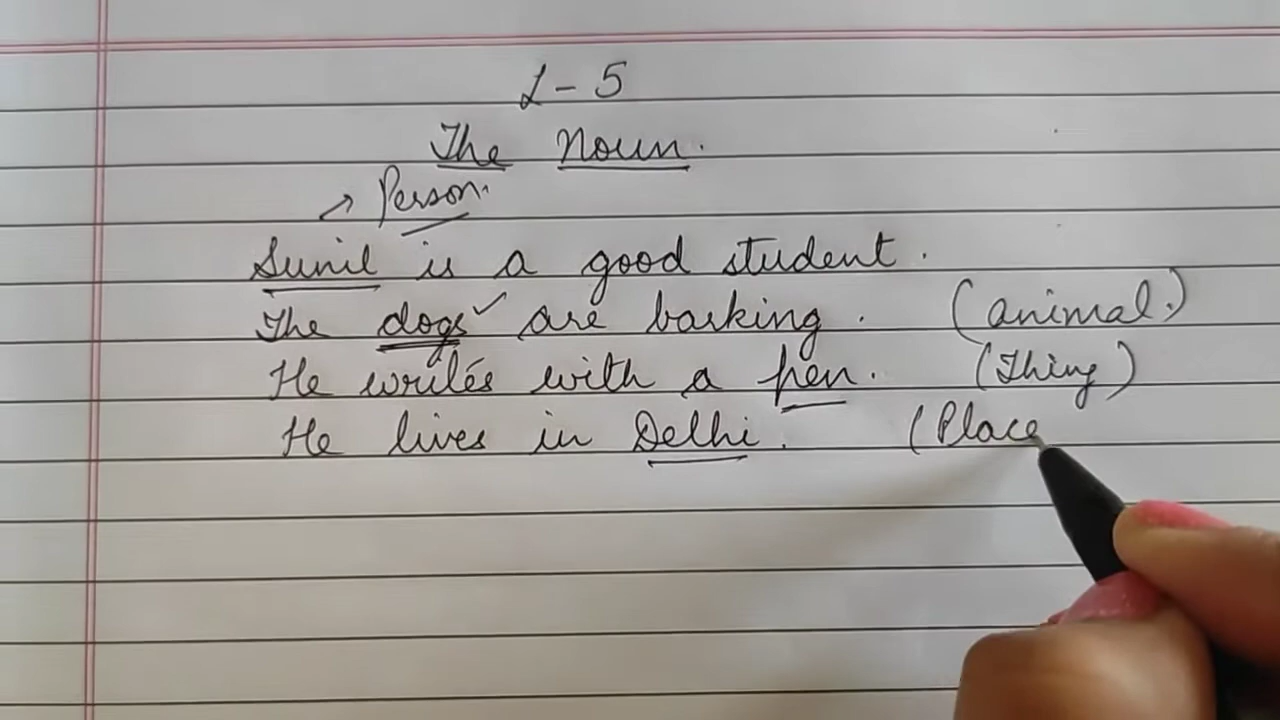 L-5
The Noun.
→ Person.
Sunil is a good student.
The dogs ✓ are barking. (animal.)
He writes with a pen. (Thing)
He lives in Delhi. (Place